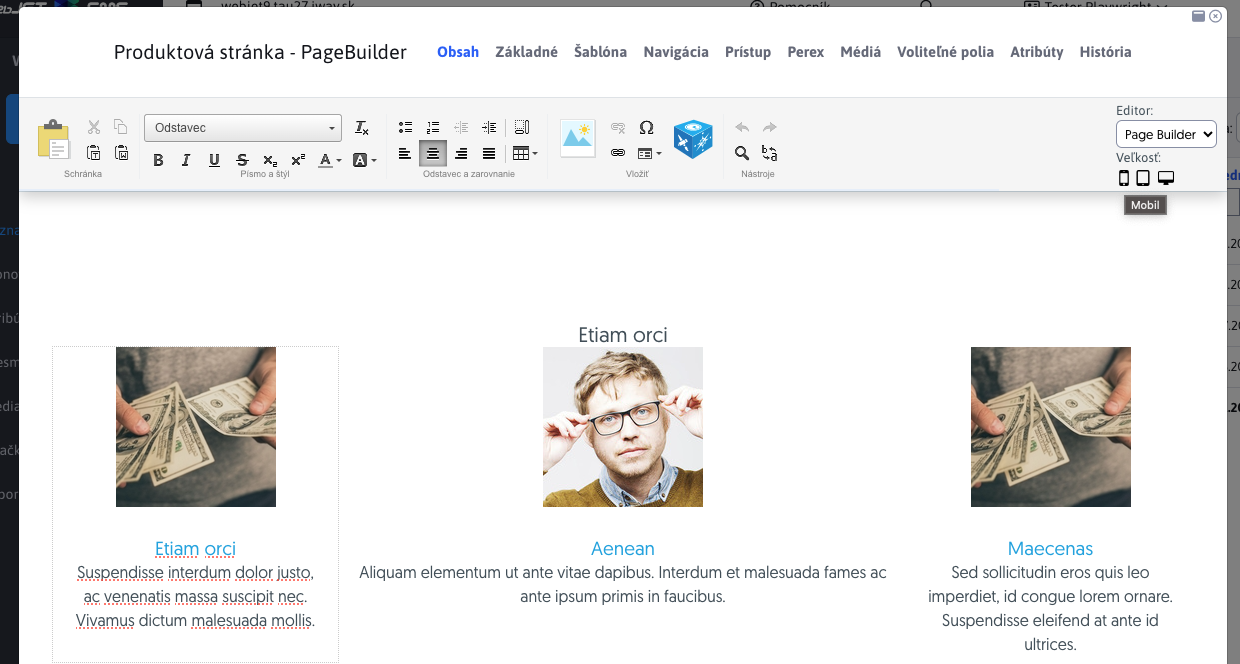 webjet9.tau27.iway.sk
Pomocník
Tester Playwright
Produktová stránka - PageBuilder
Obsah Základné Šablóna Navigácia Prístup Perex Médiá Voliteľné polia Atribúty História
Editor:
Odstavec
Page Builder
Veľkosť:
Schránka Písmo a štýl Odstavec a zarovnanie Vložiť Nástroje
Mobil
Etiam orci
Etiam orci
Suspendisse interdum dolor justo,
ac venenatis massa suscipit nec.
Vivamus dictum malesuada mollis.
Aenean
Aliquam elementum ut ante vitae dapibus. Interdum et malesuada fames ac
ante ipsum primis in faucibus.
Maecenas
Sed sollicitudin eros quis leo
imperdiet, id congue lorem ornare.
Suspendisse eleifend at ante id
ultrices.